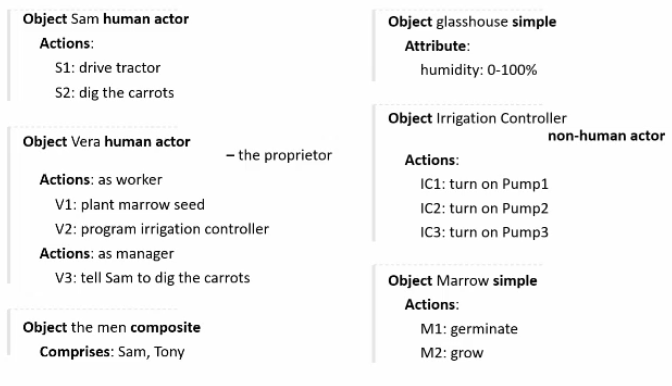 Object Sam human actor
Actions:
S1: drive tractor
S2: dig the carrots
Object Vera human actor
– the proprietor
Actions: as worker
V1: plant marrow seed
V2: program irrigation controller
Actions: as manager
V3: tell Sam to dig the carrots
Object the men composite
Comprises: Sam, Tony
Object glasshouse simple
Attribute:
humidity: 0-100%
Object Irrigation Controller
non-human actor
Actions:
IC1: turn on Pump1
IC2: turn on Pump2
IC3: turn on Pump3
Object Marrow simple
Actions:
M1: germinate
M2: grow